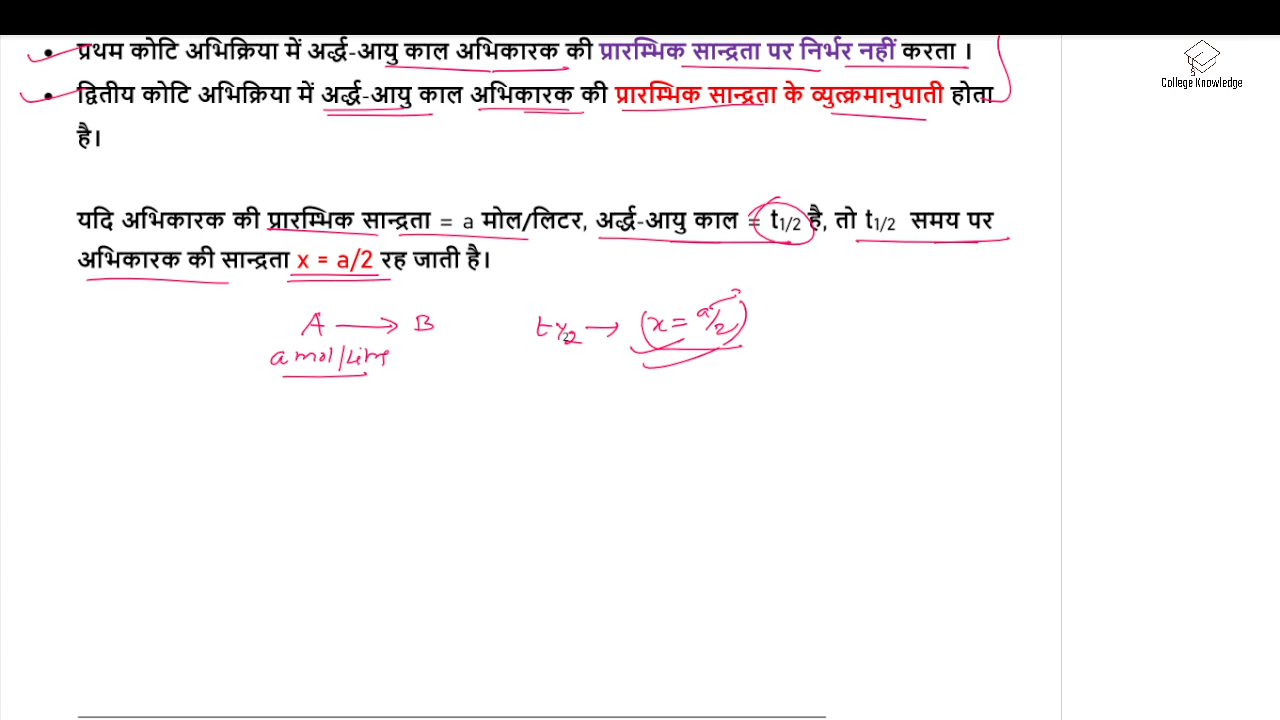 प्रथम कोटि अभिक्रिया में अर्द्ध-आयु काल अभिकारक की प्रारम्भिक सान्द्रता पर निर्भर नहीं करता ।
द्वितीय कोटि अभिक्रिया में अर्द्ध-आयु काल अभिकारक की प्रारम्भिक सान्द्रता के व्युत्क्रमानुपाती होता
है।
College Knowledge
यदि अभिकारक की प्रारम्भिक सान्द्रता = a मोल/लिटर, अर्द्ध-आयु काल = t1/2 है, तो t1/2 समय पर
अभिकारक की सान्द्रता x = a/2 रह जाती है।
A → B t1/2 → (x = a/2)
a mol/litre